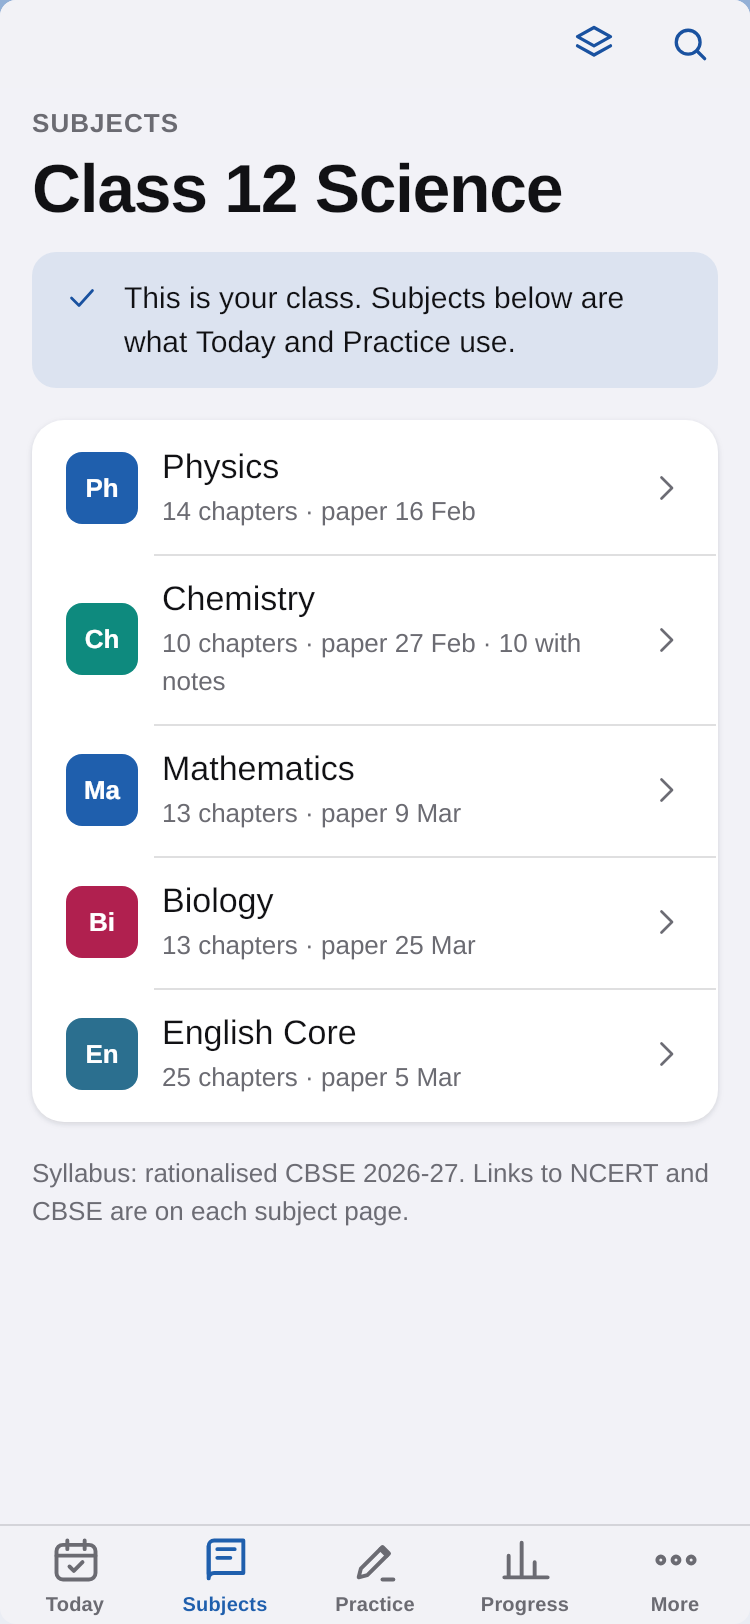 SUBJECTS
Class 12 Science
This is your class. Subjects below are
what Today and Practice use.
Ph
Physics
14 chapters · paper 16 Feb
Ch
Chemistry
10 chapters · paper 27 Feb · 10 with
notes
Ma
Mathematics
13 chapters · paper 9 Mar
Bi
Biology
13 chapters · paper 25 Mar
En
English Core
25 chapters · paper 5 Mar
Syllabus: rationalised CBSE 2026-27. Links to NCERT and
CBSE are on each subject page.
Today
Subjects
Practice
Progress
More